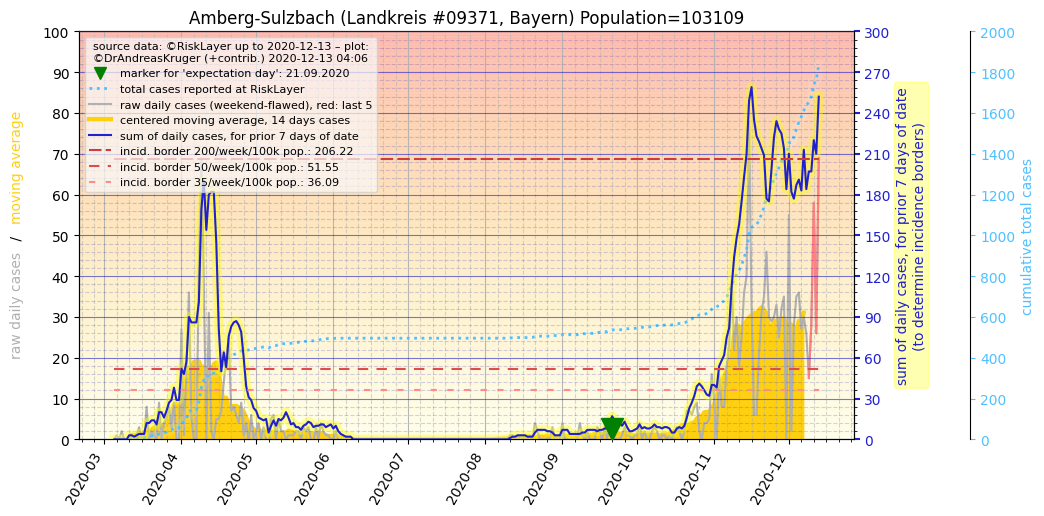 Amberg-Sulzbach (Landkreis #09371, Bayern) Population=103109
source data: ©RiskLayer up to 2020-12-13 – plot:
©DrAndreasKruger (+contrib.) 2020-12-13 04:06
marker for 'expectation day': 21.09.2020
total cases reported at RiskLayer
raw daily cases (weekend-flawed), red: last 5
centered moving average, 14 days cases
sum of daily cases, for prior 7 days of date
incid. border 200/week/100k pop.: 206.22
incid. border 50/week/100k pop.: 51.55
incid. border 35/week/100k pop.: 36.09
raw daily cases / moving average
100
90
80
70
60
50
40
30
20
10
0
2020-03
2020-04
2020-05
2020-06
2020-07
2020-08
2020-09
2020-10
2020-11
2020-12
300
270
240
210
180
150
120
90
60
30
0
sum of daily cases, for prior 7 days of date
(to determine incidence borders)
2000
1800
1600
1400
1200
1000
800
600
400
200
0
cumulative total cases